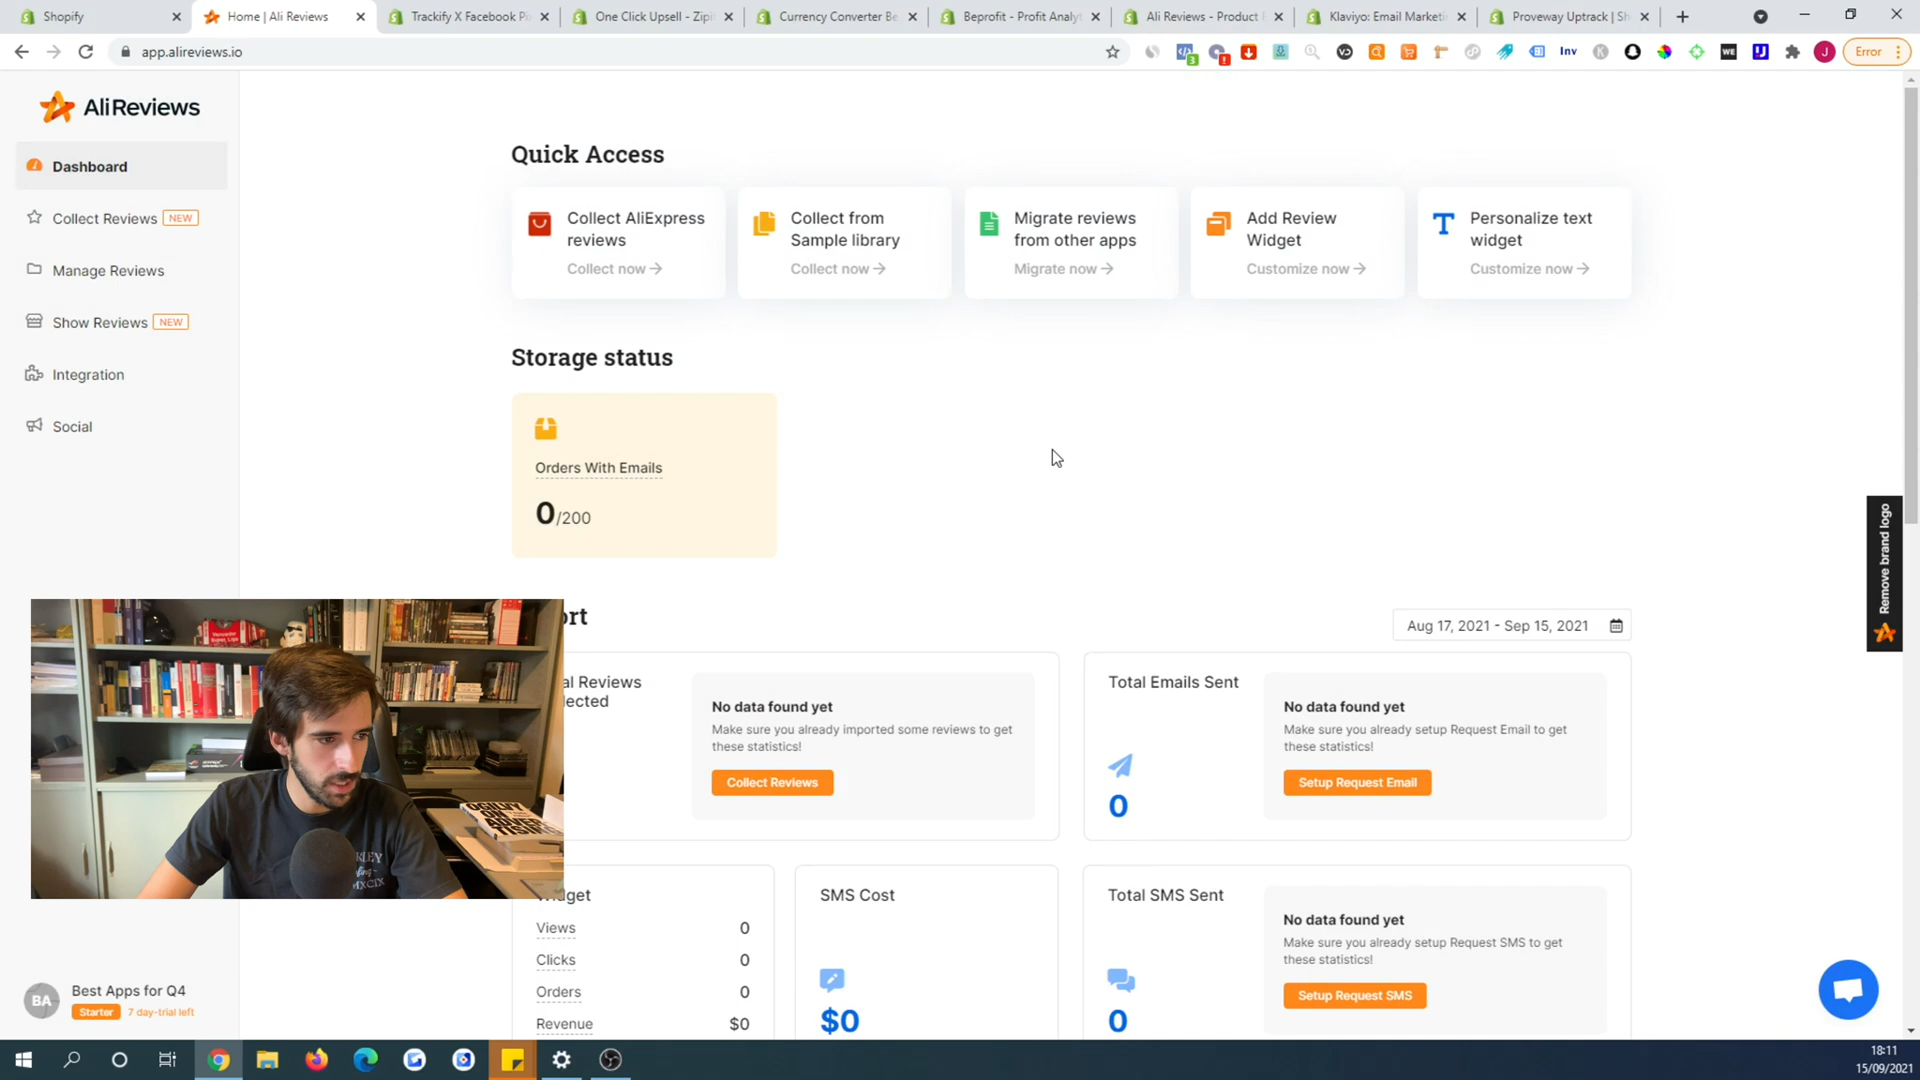 Shopify
Home | Ali Reviews
Trackify X Facebook Pi
One Click Upsell - Zipi
Currency Converter Be
Beprofit - Profit Analyt
Ali Reviews - Product
Klaviyo: Email Marketi
Proveway Uptrack | Sh
app.alireviews.io
Inv
WE
J
Error
AliReviews
Dashboard
Collect Reviews NEW
Manage Reviews
Show Reviews NEW
Integration
Social
Quick Access
Collect AliExpress
reviews
Collect now
Collect from
Sample library
Collect now
Migrate reviews
from other apps
Migrate now
Add Review
Widget
Customize now
Personalize text
widget
Customize now
Storage status
Orders With Emails
0/200
Remove brand logo
ort
Aug 17, 2021 - Sep 15, 2021
al Reviews
lected
No data found yet
Make sure you already imported some reviews to get
these statistics!
Collect Reviews
Total Emails Sent
0
No data found yet
Make sure you already setup Request Email to get
these statistics!
Setup Request Email
OGILVY
ON
ADVER
TISIN
Widget
Views 0
Clicks 0
Orders 0
Revenue $0
SMS Cost
$0
Total SMS Sent
0
No data found yet
Make sure you already setup Request SMS to get
these statistics!
Setup Request SMS
BA
Best Apps for Q4
Starter 7 day-trial left
18:11
15/09/2021